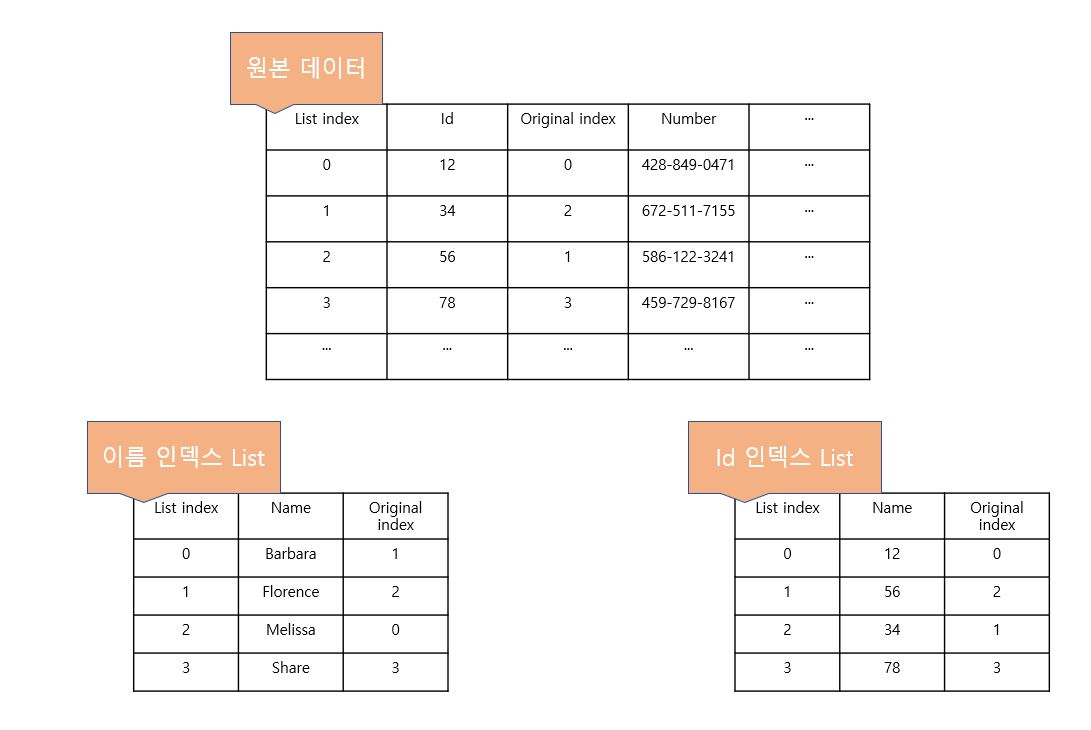 원본 데이터
List index Id Original index Number ...
0 12 0 428-849-0471 ...
1 34 2 672-511-7155 ...
2 56 1 586-122-3241 ...
3 78 3 459-729-8167 ...
... ... ... ... ...
이름 인덱스 List
List index Name Original
index
0 Barbara 1
1 Florence 2
2 Melissa 0
3 Share 3
Id 인덱스 List
List index Name Original
index
0 12 0
1 56 2
2 34 1
3 78 3